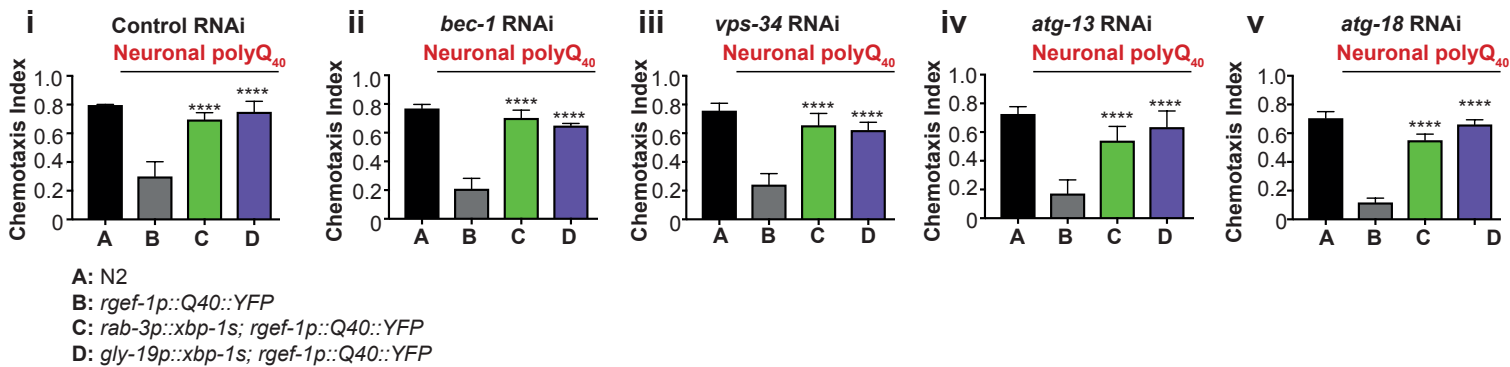 i
Control RNAi
Neuronal polyQ40
Chemotaxis Index
1.0
0.8
0.6
0.4
0.2
0
****
****
A B C D
ii
bec-1 RNAi
Neuronal polyQ40
Chemotaxis Index
1.0
0.8
0.6
0.4
0.2
0
****
****
A B C D
iii
vps-34 RNAi
Neuronal polyQ40
Chemotaxis Index
1.0
0.8
0.6
0.4
0.2
0
****
****
A B C D
iv
atg-13 RNAi
Neuronal polyQ40
Chemotaxis Index
1.0
0.8
0.6
0.4
0.2
0
****
****
A B C D
v
atg-18 RNAi
Neuronal polyQ40
Chemotaxis Index
1.0
0.8
0.6
0.4
0.2
0
****
****
A B C D
A: N2
B: rgef-1p::Q40::YFP
C: rab-3p::xbp-1s; rgef-1p::Q40::YFP
D: gly-19p::xbp-1s; rgef-1p::Q40::YFP